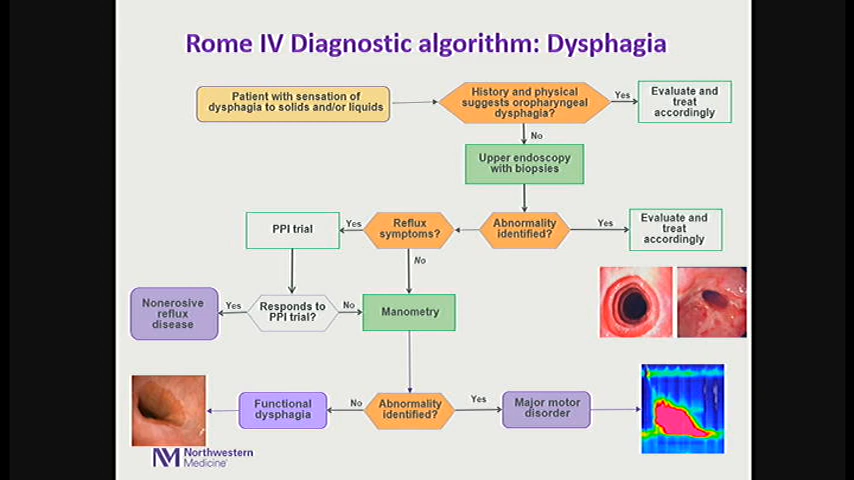 Rome IV Diagnostic algorithm: Dysphagia
Patient with sensation of
dysphagia to solids and/or liquids
History and physical
suggests oropharyngeal
dysphagia?
Yes
Evaluate and
treat
accordingly
No
Upper endoscopy
with biopsies
PPI trial
Yes
Reflux
symptoms?
Abnormality
identified?
Yes
Evaluate and
treat
accordingly
No
Nonerosive
reflux
disease
Yes
Responds to
PPI trial?
No
Manometry
Functional
dysphagia
No
Abnormality
identified?
Yes
Major motor
disorder
NM Northwestern
Medicine